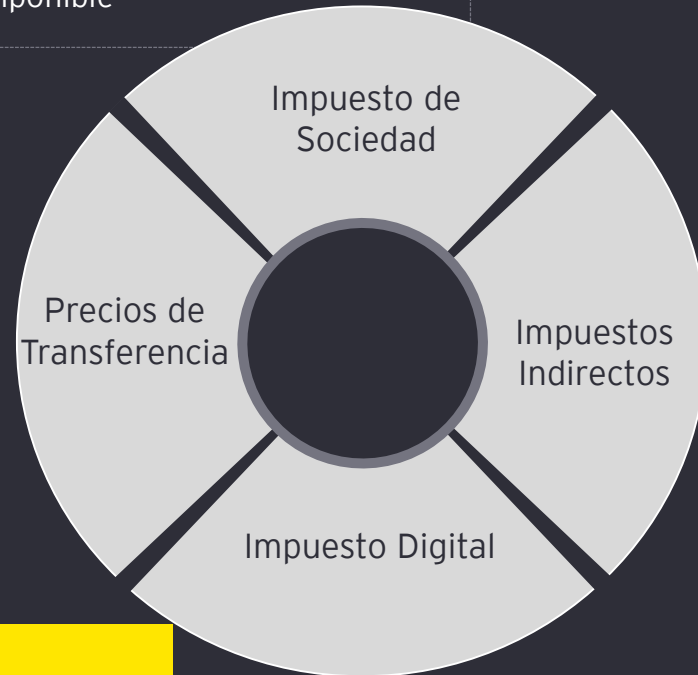 Impuesto de
Sociedad
Precios de
Transferencia
Impuestos
Indirectos
Impuesto Digital